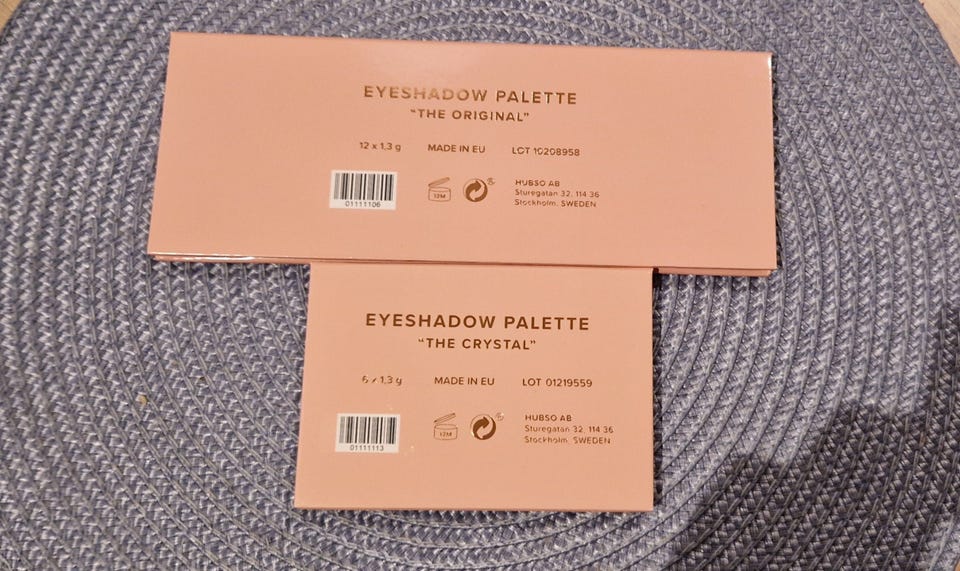 EYESHADOW PALETTE
"THE ORIGINAL"
12 x 1,3 g MADE IN EU LOT 10208958
01111106
12M
HUBSO AB
Sturegatan 32, 114 36
Stockholm, SWEDEN
EYESHADOW PALETTE
"THE CRYSTAL"
6 x 1,3 g MADE IN EU LOT 01219559
01111113
12M
HUBSO AB
Sturegatan 32, 114 36
Stockholm, SWEDEN